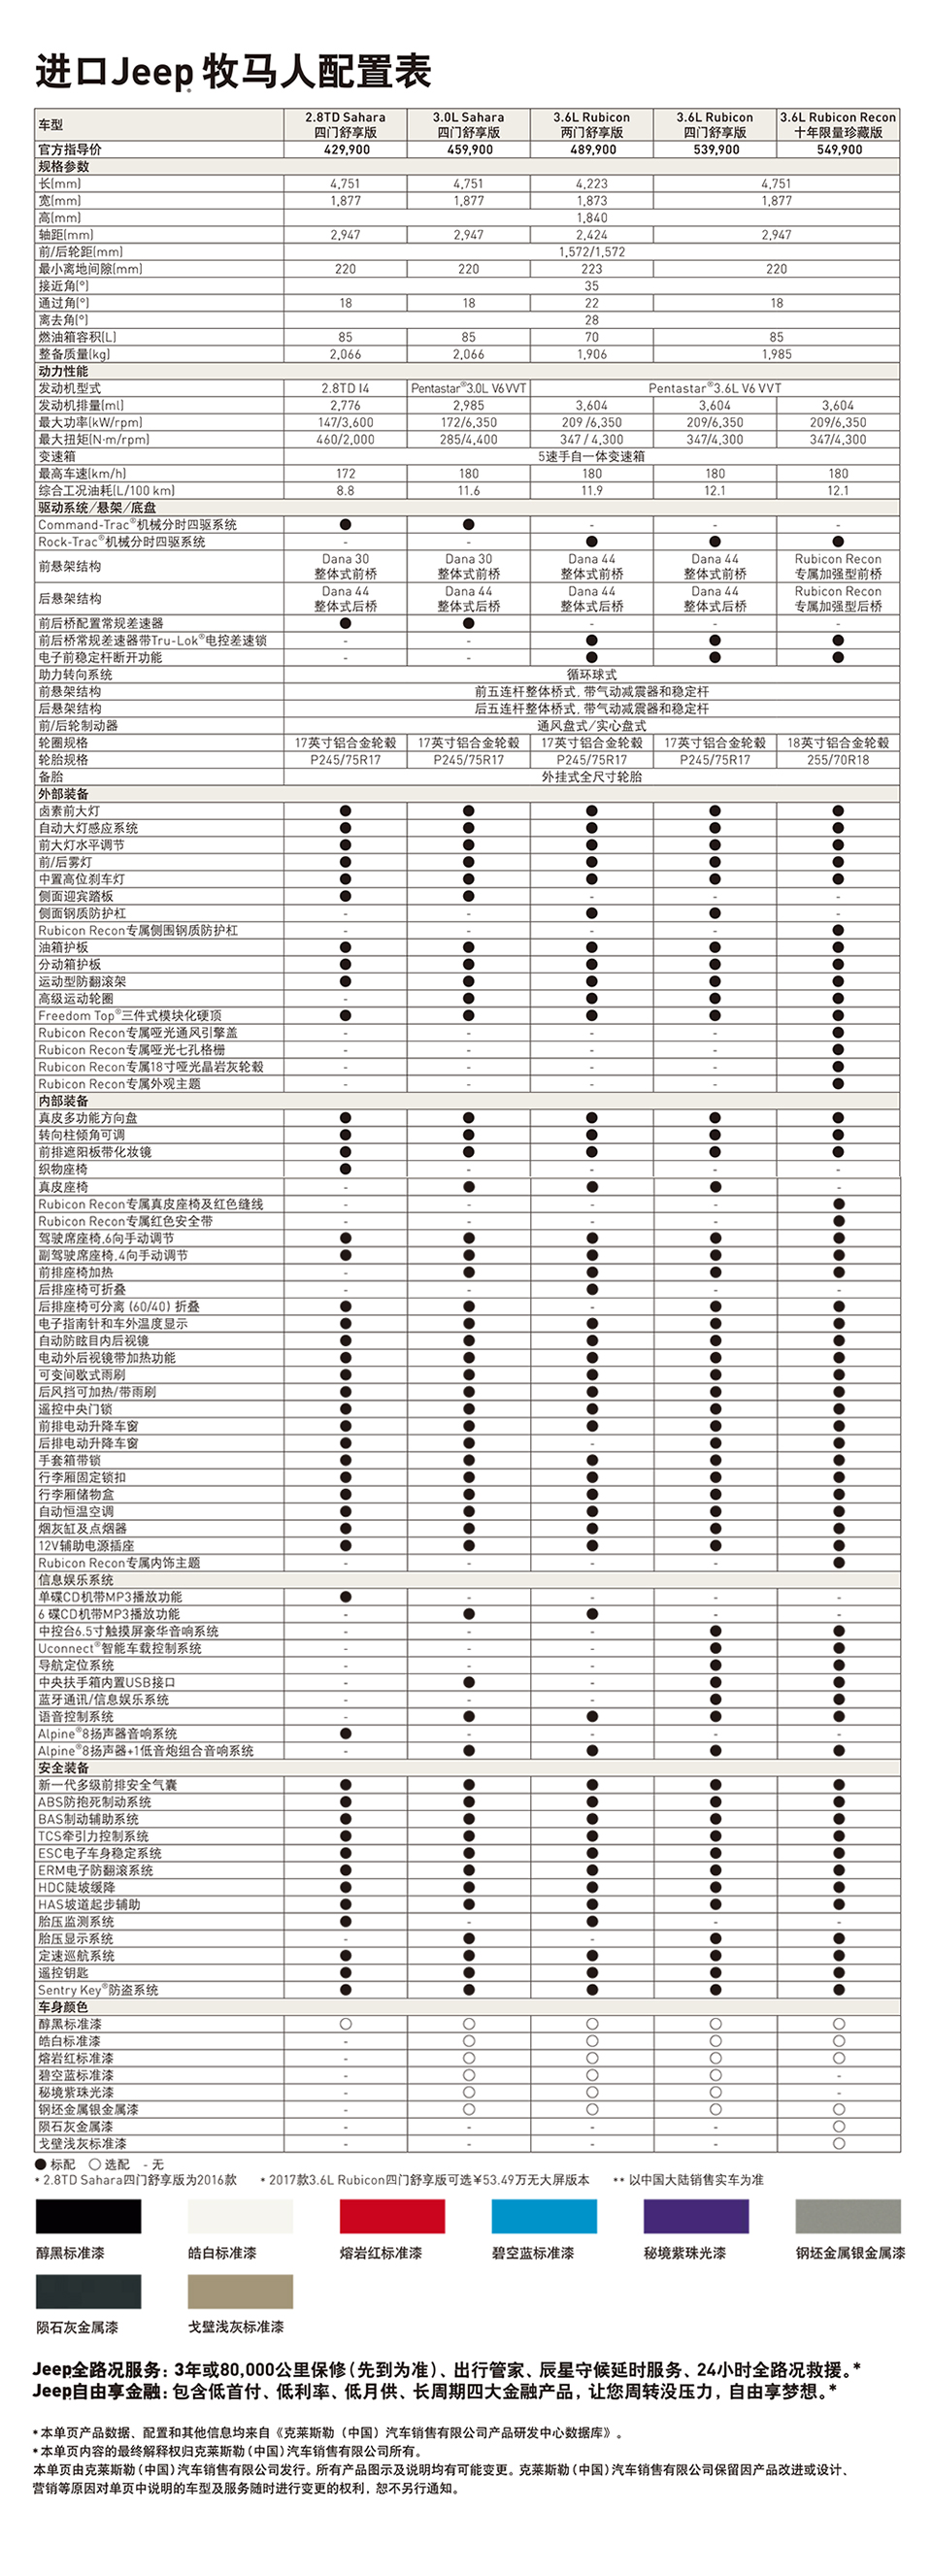 进口Jeep® 牧马人配置表
车型 2.8TD Sahara 四门舒享版 3.0L Sahara 四门舒享版 3.6L Rubicon 两门舒享版 3.6L Rubicon 四门舒享版 3.6L Rubicon Recon 十年限量珍藏版
官方指导价 429,900 459,900 489,900 539,900 549,900
规格参数
长(mm) 4,751 4,751 4,223 4,751
宽(mm) 1,877 1,877 1,873 1,877
高(mm) 1,840
轴距(mm) 2,947 2,947 2,424 2,947
前/后轮距(mm) 1,572/1,572
最小离地间隙(mm) 220 220 223 220
接近角(°) 35
通过角(°) 18 18 22 18
离去角(°) 28
燃油箱容积(L) 85 85 70 85
整备质量(kg) 2,066 2,066 1,906 1,985
动力性能
发动机型式 2.8TD I4 Pentastar®3.0L V6 VVT Pentastar®3.6L V6 VVT
发动机排量(ml) 2,776 2,985 3,604 3,604 3,604
最大功率(kW/rpm) 147/3,600 172/6,350 209 /6,350 209/6,350 209/6,350
最大扭矩(N·m/rpm) 460/2,000 285/4,400 347 / 4,300 347/4,300 347/4,300
变速箱 5速手自一体变速箱
最高车速(km/h) 172 180 180 180 180
综合工况油耗(L/100 km) 8.8 11.6 11.9 12.1 12.1
驱动系统/悬架/底盘
Command-Trac®机械分时四驱系统 ● ● - - -
Rock-Trac®机械分时四驱系统 - - ● ● ●
前悬架结构 Dana 30 整体式前桥 Dana 30 整体式前桥 Dana 44 整体式前桥 Dana 44 整体式前桥 Rubicon Recon 专属加强型前桥
后悬架结构 Dana 44 整体式后桥 Dana 44 整体式后桥 Dana 44 整体式后桥 Dana 44 整体式后桥 Rubicon Recon 专属加强型后桥
前后桥配置常规差速器 ● ● - - -
前后桥常规差速器带Tru-Lok®电控差速锁 - - ● ● ●
电子前稳定杆断开功能 - - ● ● ●
助力转向系统 循环球式
前悬架结构 前五连杆整体桥式, 带气动减震器和稳定杆
后悬架结构 后五连杆整体桥式, 带气动减震器和稳定杆
前/后轮制动器 通风盘式/实心盘式
轮圈规格 17英寸铝合金轮毂 17英寸铝合金轮毂 17英寸铝合金轮毂 17英寸铝合金轮毂 18英寸铝合金轮毂
轮胎规格 P245/75R17 P245/75R17 P245/75R17 P245/75R17 255/70R18
备胎 外挂式全尺寸轮胎
外部装备
卤素前大灯 ● ● ● ● ●
自动大灯感应系统 ● ● ● ● ●
前大灯水平调节 ● ● ● ● ●
前/后雾灯 ● ● ● ● ●
中置高位刹车灯 ● ● ● ● ●
侧面迎宾踏板 ● ● - - -
侧面钢质防护杠 - - ● ● -
Rubicon Recon专属侧围钢质防护杠 - - - - ●
油箱护板 ● ● ● ● ●
分动箱护板 ● ● ● ● ●
运动型防翻滚架 ● ● ● ● ●
高级运动轮圈 - ● ● ● ●
Freedom Top®三件式模块化硬顶 ● ● ● ● ●
Rubicon Recon专属哑光通风引擎盖 - - - - ●
Rubicon Recon专属哑光七孔格栅 - - - - ●
Rubicon Recon专属18寸哑光晶岩灰轮毂 - - - - ●
Rubicon Recon专属外观主题 - - - - ●
内部装备
真皮多功能方向盘 ● ● ● ● ●
转向柱倾角可调 ● ● ● ● ●
前排遮阳板带化妆镜 ● ● ● ● ●
织物座椅 ● - - - -
真皮座椅 - ● ● ● -
Rubicon Recon专属真皮座椅及红色缝线 - - - - ●
Rubicon Recon专属红色安全带 - - - - ●
驾驶席座椅,6向手动调节 ● ● ● ● ●
副驾驶席座椅,4向手动调节 ● ● ● ● ●
前排座椅加热 - ● ● ● ●
后排座椅可折叠 - - ● - -
后排座椅可分离 (60/40) 折叠 ● ● - ● ●
电子指南针和车外温度显示 ● ● ● ● ●
自动防眩目内后视镜 ● ● ● ● ●
电动外后视镜带加热功能 ● ● ● ● ●
可变间歇式雨刷 ● ● ● ● ●
后风挡可加热/带雨刷 ● ● ● ● ●
遥控中央门锁 ● ● ● ● ●
前排电动升降车窗 ● ● ● ● ●
后排电动升降车窗 ● ● - ● ●
手套箱带锁 ● ● ● ● ●
行李厢固定锁扣 ● ● ● ● ●
行李厢储物盒 ● ● ● ● ●
自动恒温空调 ● ● ● ● ●
烟灰缸及点烟器 ● ● ● ● ●
12V辅助电源插座 ● ● ● ● ●
Rubicon Recon专属内饰主题 - - - - ●
信息娱乐系统
单碟CD机带MP3播放功能 ● - - - -
6 碟CD机带MP3播放功能 - ● ● - -
中控台6.5寸触摸屏豪华音响系统 - - - ● ●
Uconnect®智能车载控制系统 - - - ● ●
导航定位系统 - - - ● ●
中央扶手箱内置USB接口 - ● - ● ●
蓝牙通讯/信息娱乐系统 - - - ● ●
语音控制系统 - ● ● ● ●
Alpine®8扬声器音响系统 ● - - - -
Alpine®8扬声器+1低音炮组合音响系统 - ● ● ● ●
安全装备
新一代多级前排安全气囊 ● ● ● ● ●
ABS防抱死制动系统 ● ● ● ● ●
BAS制动辅助系统 ● ● ● ● ●
TCS牵引力控制系统 ● ● ● ● ●
ESC电子车身稳定系统 ● ● ● ● ●
ERM电子防翻滚系统 ● ● ● ● ●
HDC陡坡缓降 ● ● ● ● ●
HAS坡道起步辅助 ● ● ● ● ●
胎压监测系统 ● - ● - -
胎压显示系统 - ● - ● ●
定速巡航系统 ● ● ● ● ●
遥控钥匙 ● ● ● ● ●
Sentry Key®防盗系统 ● ● ● ● ●
车身颜色
醇黑标准漆 ○ ○ ○ ○ ○
皓白标准漆 - ○ ○ ○ ○
熔岩红标准漆 - ○ ○ ○ ○
碧空蓝标准漆 - ○ ○ ○ -
秘境紫珠光漆 - ○ ○ ○ -
钢坯金属银金属漆 - ○ ○ ○ ○
陨石灰金属漆 - - - - ○
戈壁浅灰标准漆 - - - - ○
● 标配 ○ 选配 - 无
* 2.8TD Sahara四门舒享版为2016款 * 2017款3.6L Rubicon四门舒享版可选￥53.49万无大屏版本 ** 以中国大陆销售实车为准
醇黑标准漆 皓白标准漆 熔岩红标准漆 碧空蓝标准漆 秘境紫珠光漆 钢坯金属银金属漆
陨石灰金属漆 戈壁浅灰标准漆
Jeep全路况服务：3年或80,000公里保修（先到为准）、出行管家、辰星守候延时服务、24小时全路况救援。*
Jeep自由享金融：包含低首付、低利率、低月供、长周期四大金融产品，让您周转没压力，自由享梦想。*
* 本单页产品数据、配置和其他信息均来自《克莱斯勒（中国）汽车销售有限公司产品研发中心数据库》。
* 本单页内容的最终解释权归克莱斯勒（中国）汽车销售有限公司所有。
本单页由克莱斯勒（中国）汽车销售有限公司发行。所有产品图示及说明均有可能变更。克莱斯勒（中国）汽车销售有限公司保留因产品改进或设计、
营销等原因对单页中说明的车型及服务随时进行变更的权利，恕不另行通知。